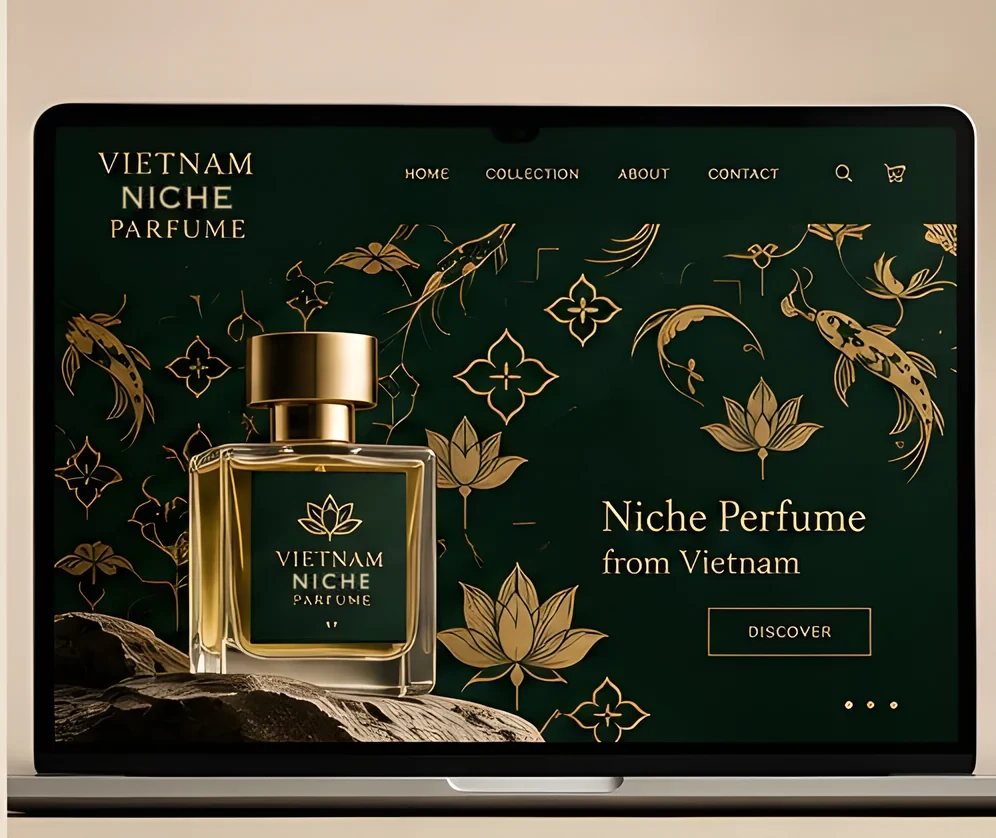 VIETNAM
NICHE
PARFUME
HOME COLLECTION ABOUT CONTACT
VIETNAM
NICHE
PARFUME
Niche Perfume
from Vietnam
DISCOVER